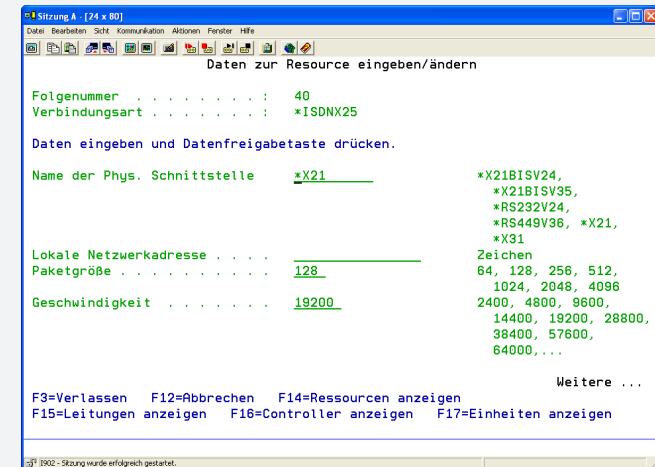 Sitzung A - [24 x 80]
Datei Bearbeiten Sicht Kommunikation Aktionen Fenster Hilfe
Daten zur Resource eingeben/ändern
Folgenummer . . . . . . . . : 40
Verbindungsart . . . . . . . : *ISDNX25
Daten eingeben und Datenfreigabetaste drücken.
Name der Phys. Schnittstelle *X21 *X21BISV24,
*X21BISV35,
*RS232V24,
*RS449V36, *X21,
*X31
Lokale Netzwerkadresse . . . . Zeichen
Paketgröße . . . . . . . . . . 128 64, 128, 256, 512,
1024, 2048, 4096
Geschwindigkeit . . . . . . . 19200 2400, 4800, 9600,
14400, 19200, 28800,
38400, 57600,
64000,...
Weitere ...
F3=Verlassen F12=Abbrechen F14=Ressourcen anzeigen
F15=Leitungen anzeigen F16=Controller anzeigen F17=Einheiten anzeigen
I902 - Sitzung wurde erfolgreich gestartet.